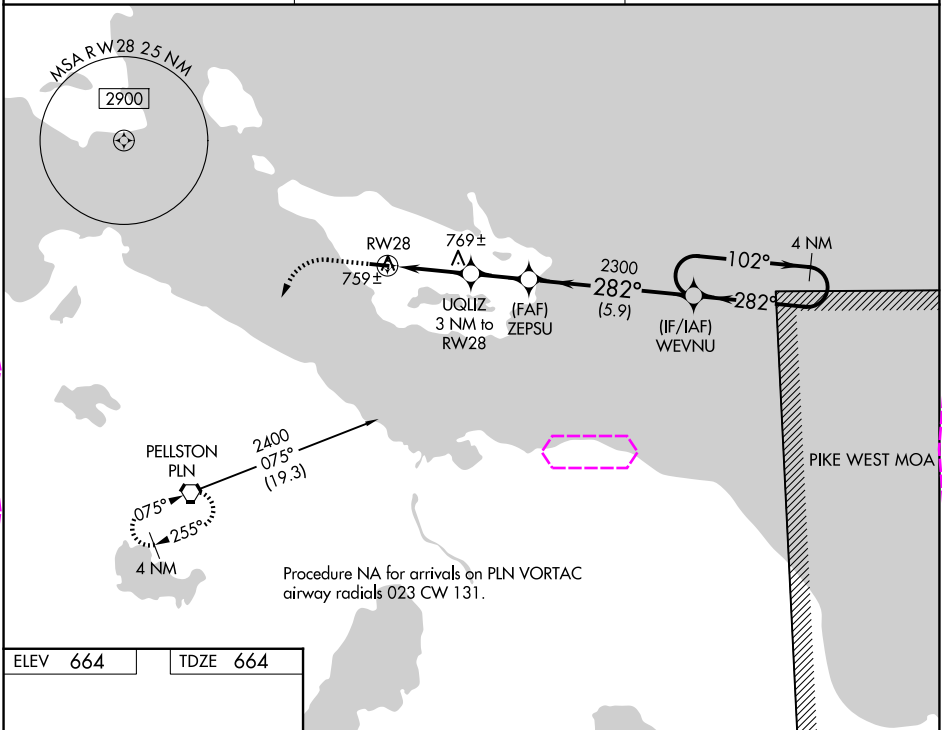 MSA RW28 25 NM
2900
RW28
759±
769±
UQLIZ
3 NM to
RW28
(FAF)
ZEPSU
2300
282°
(5.9)
(IF/IAF)
WEVNU
102°
4 NM
282°
PELLSTON
PLN
2400
075°
(19.3)
075°
255°
4 NM
PIKE WEST MOA
Procedure NA for arrivals on PLN VORTAC
airway radials 023 CW 131.
ELEV 664
TDZE 664